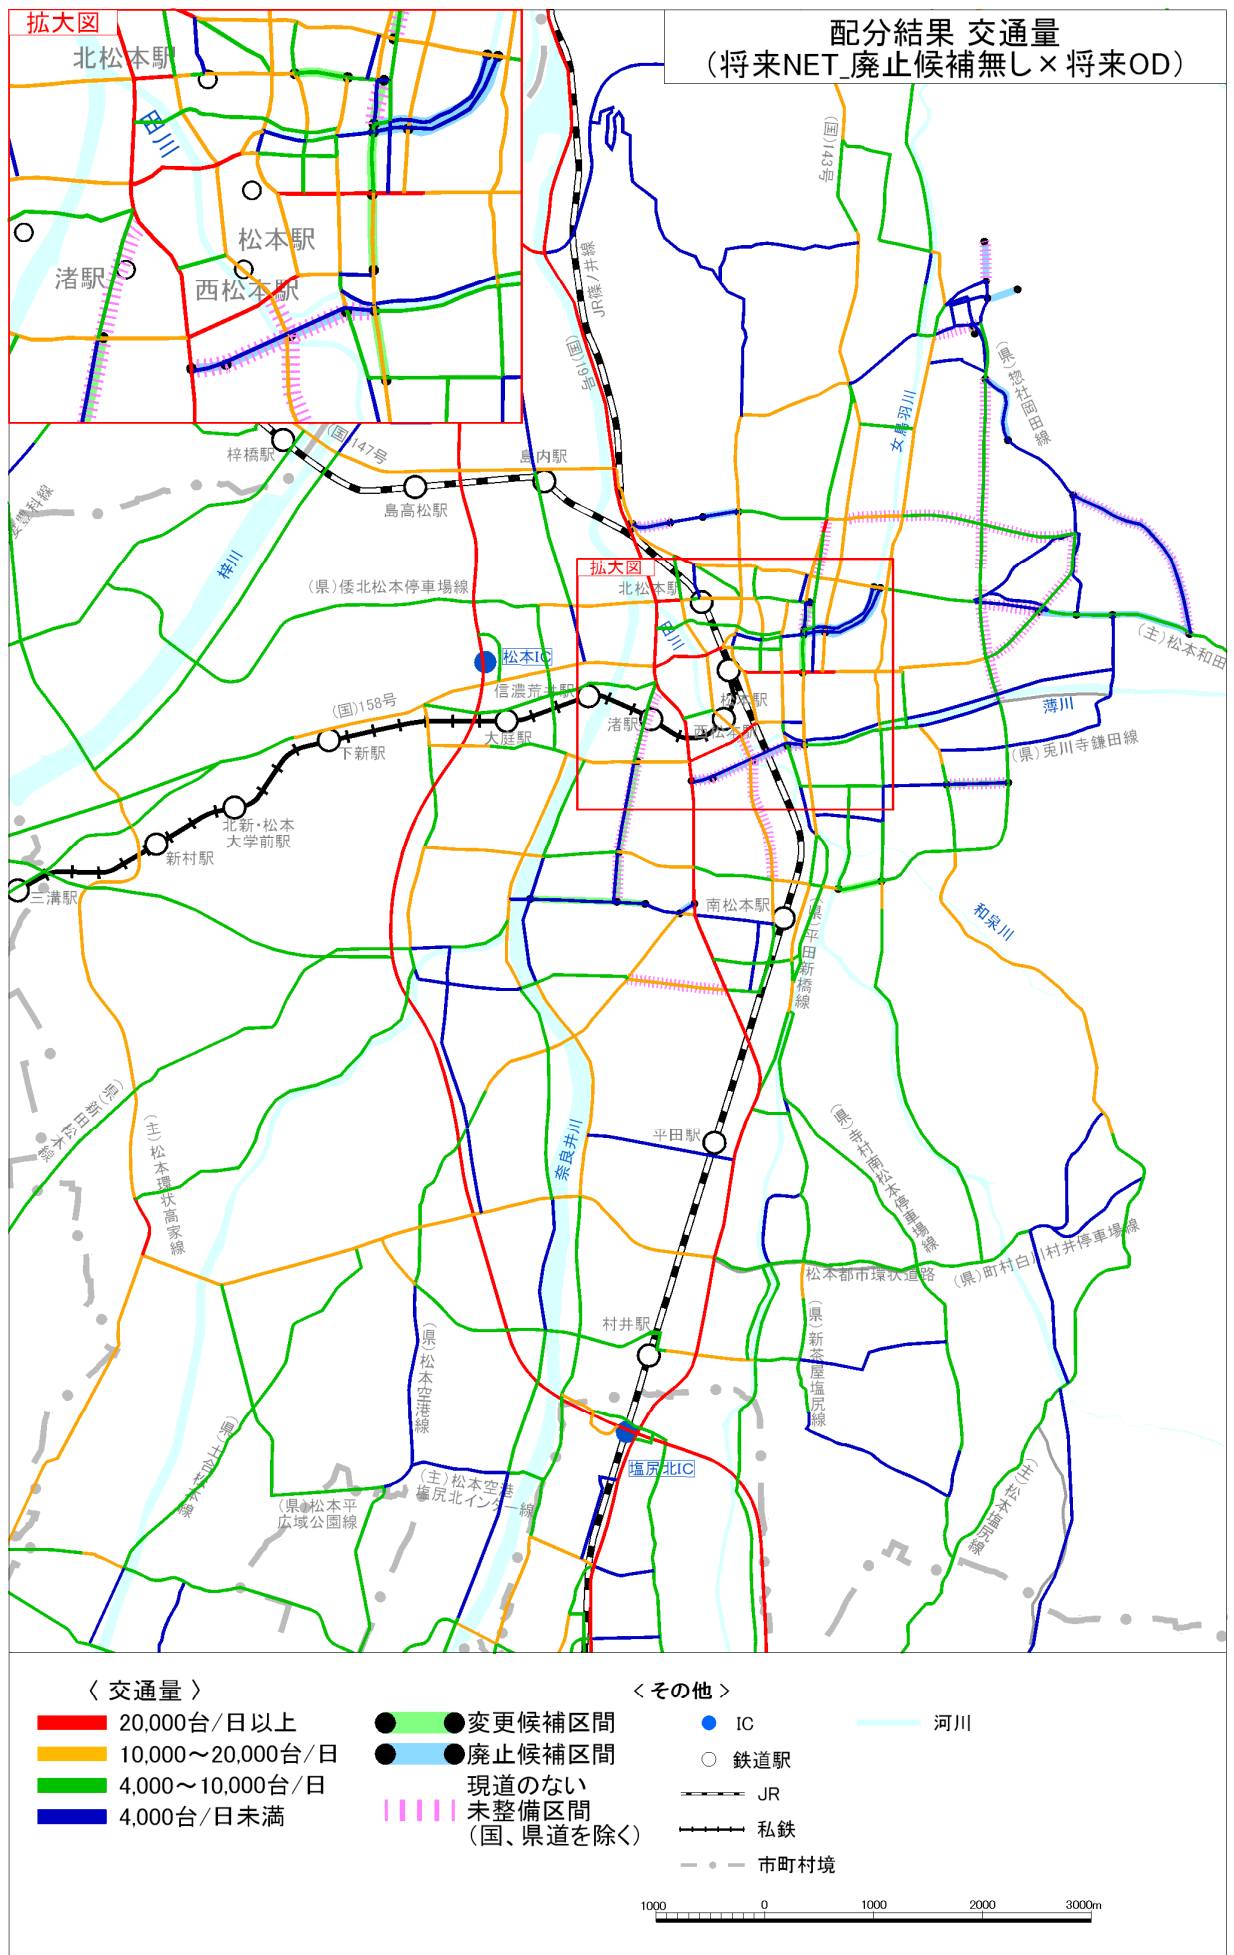 拡大図
配分結果 交通量
（将来NET_廃止候補無し×将来OD）
北松本駅
田川
松本駅
渚駅
西松本駅
(国)143号
JR篠ノ井線
(国)19号
(県)惣社岡田線
女鳥羽川
梓橋駅
(国)147号
島内駅
島高松駅
梓川
拡大図
(県)倭北松本停車場線
北松本駅
田川
(主)松本和田
松本IC
信濃荒井駅
(国)158号
松本駅
渚駅
西松本駅
薄川
大庭駅
下新駅
(県)兎川寺鎌田線
北新・松本
大学前駅
新村駅
三溝駅
南松本駅
(県)平田新橋線
和泉川
(県)新田松本線
(主)松本環状高家線
奈良井川
平田駅
(県)寺村南松本停車場線
松本都市環状道路
(県)町村白川村井停車場線
村井駅
(県)松本空港線
(県)新茶屋塩尻線
(県)土合松本線
塩尻北IC
(主)松本空港
塩尻北インター線
(県)松本平
広域公園線
(主)松本塩尻線
〈 交通量 〉
20,000台/日以上
10,000～20,000台/日
4,000～10,000台/日
4,000台/日未満
変更候補区間
廃止候補区間
現道のない
未整備区間
（国、県道を除く）
＜その他＞
IC
河川
鉄道駅
JR
私鉄
市町村境
1000 0 1000 2000 3000m